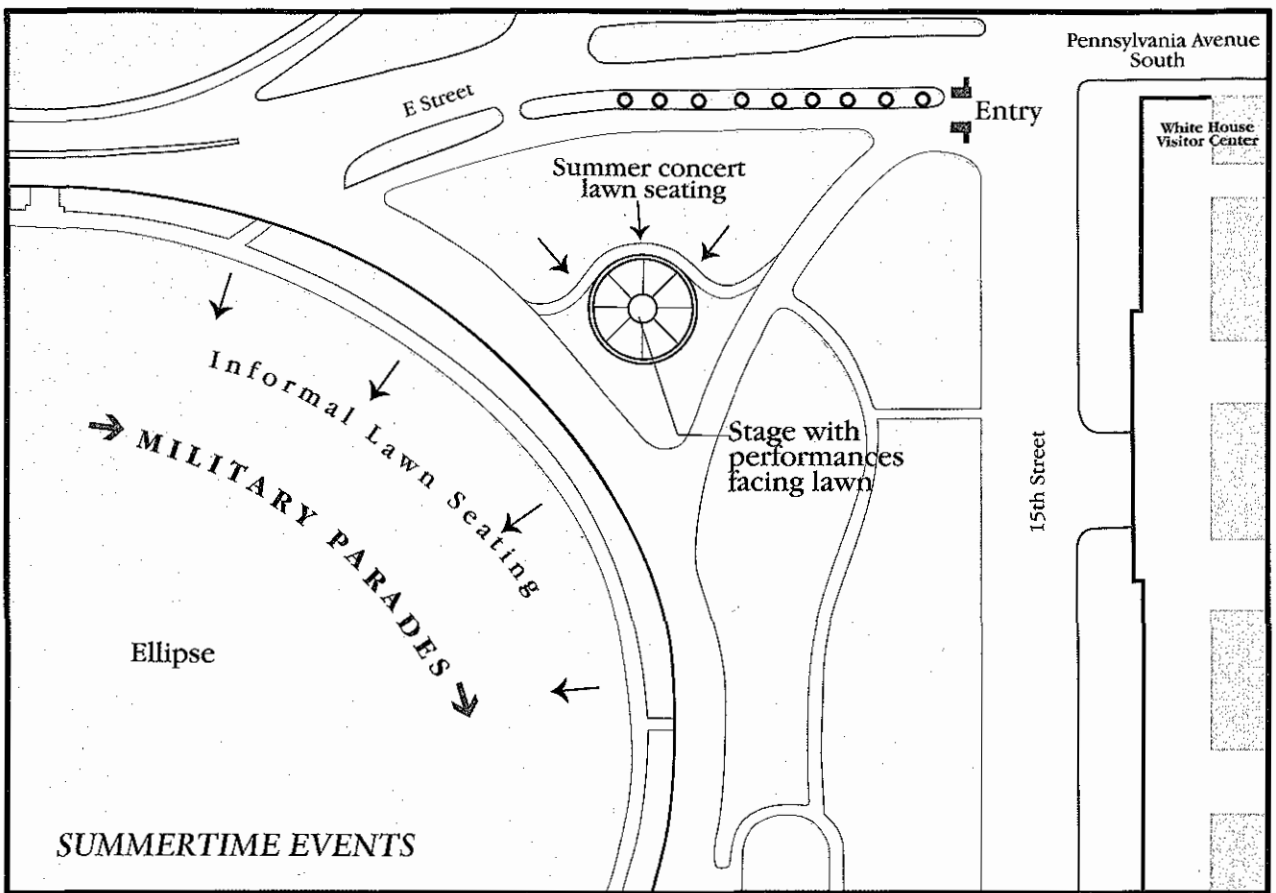 Pennsylvania Avenue
South
E Street
Entry
White House
Visitor Center
Summer concert
lawn seating
Informal Lawn Seating
MILITARY PARADES
Stage with
performances
facing lawn
15th Street
Ellipse
SUMMERTIME EVENTS